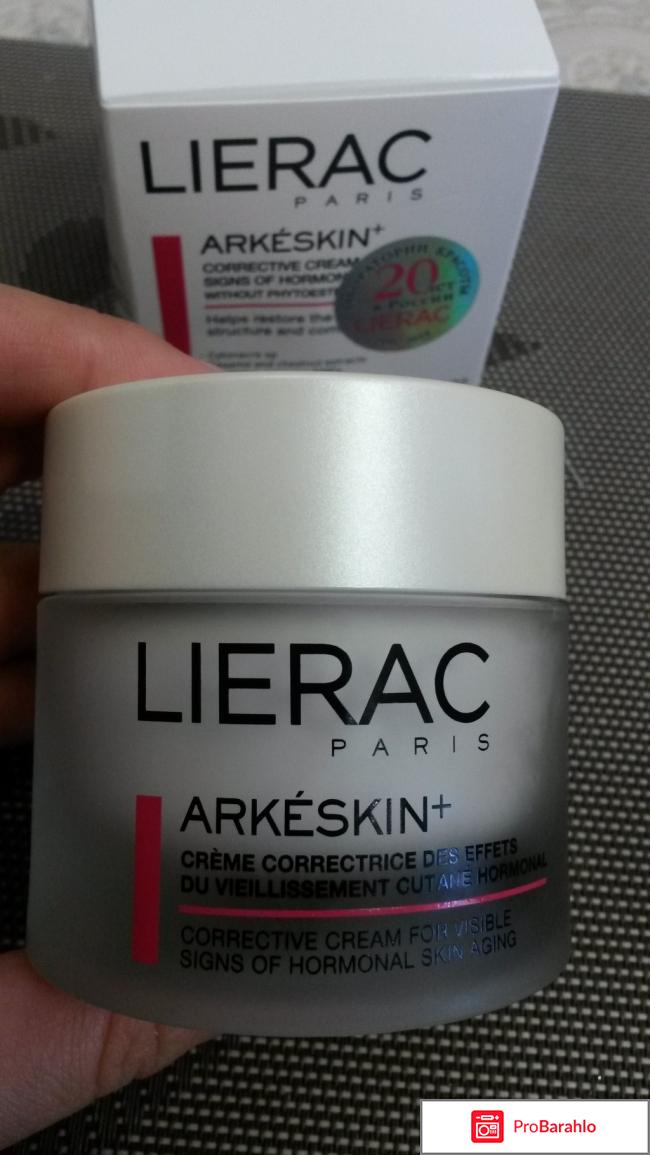 LIERAC
PARIS
ARKÉSKIN+
CORRECTIVE CREAM
SIGNS OF HORMON
WITHOUT PHYTOEST
Helps restore the
structure and com
20 лет
в России
LIERAC
LIERAC
PARIS
ARKÉSKIN+
CRÈME CORRECTRICE DES EFFETS
DU VIEILLISSEMENT CUTANÉ HORMONAL
CORRECTIVE CREAM FOR VISIBLE
SIGNS OF HORMONAL SKIN AGING
ProBarahlo